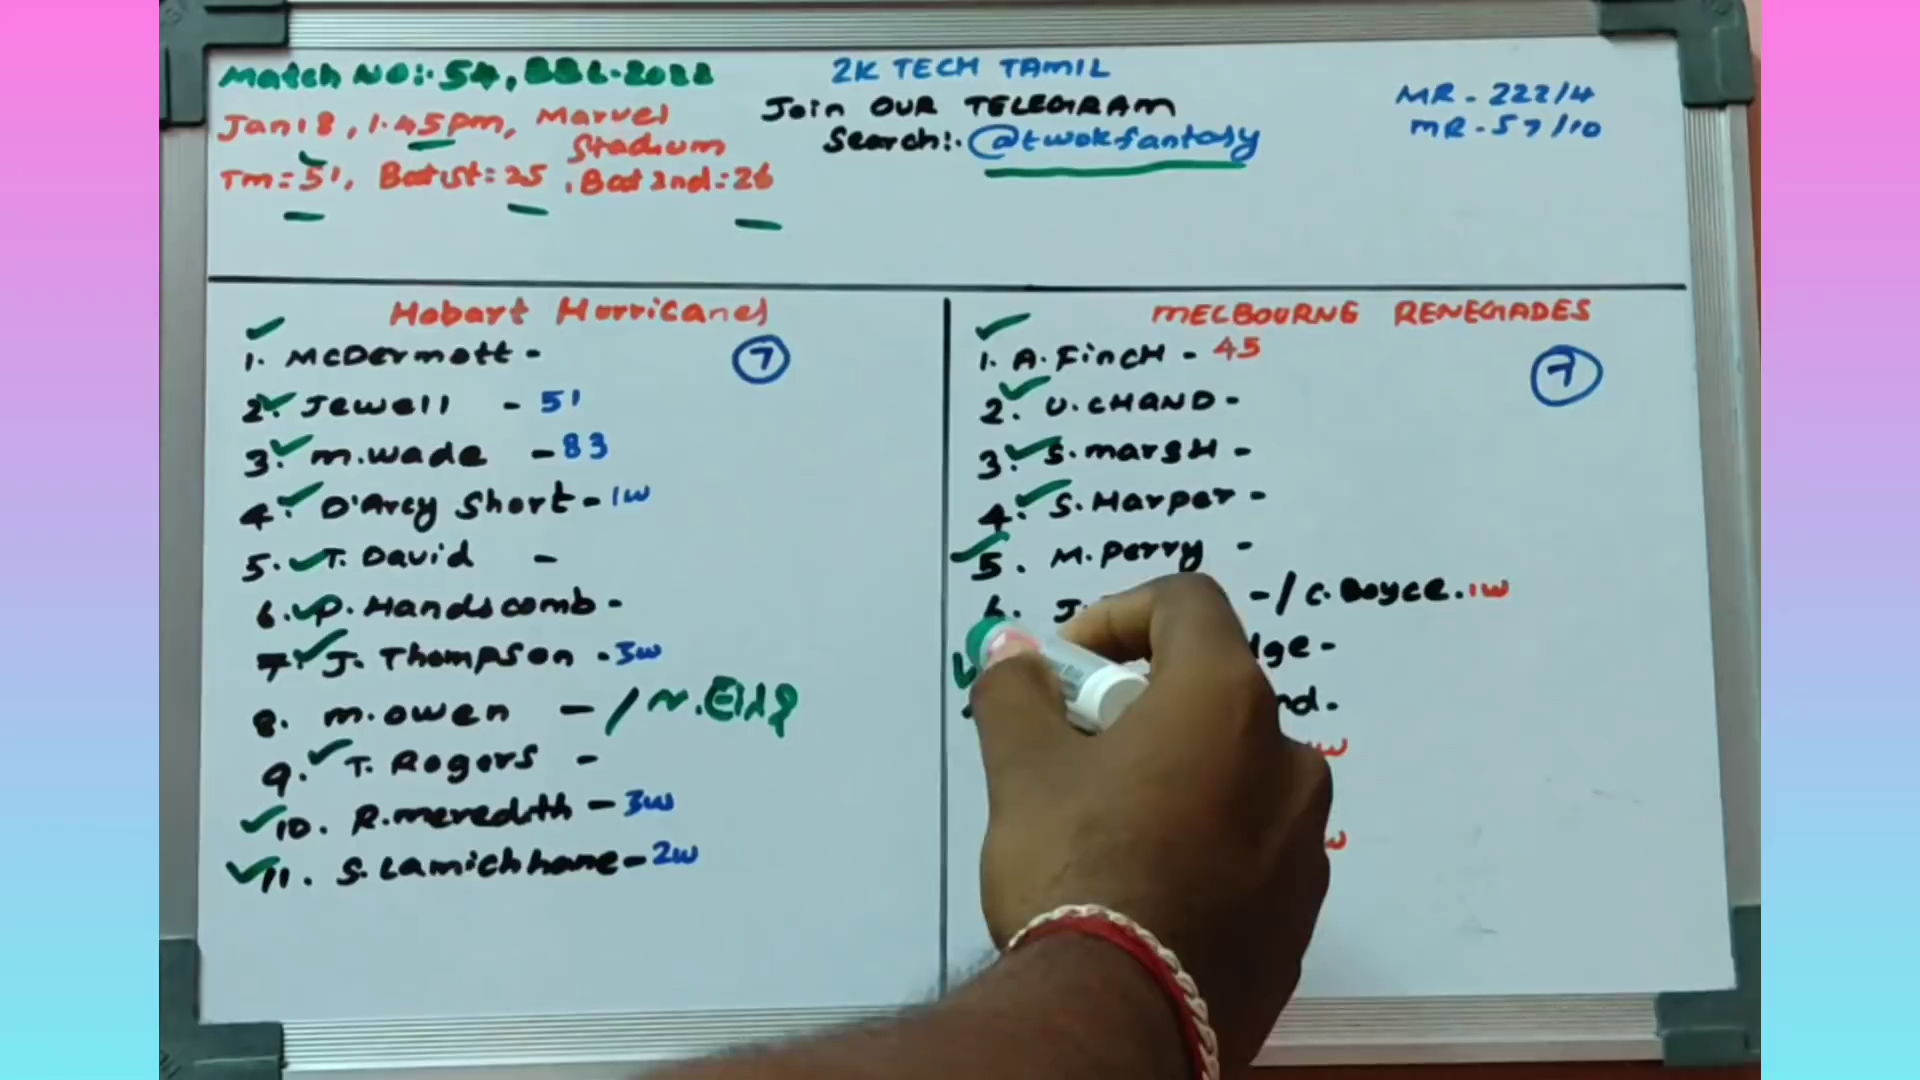 Match NO:- 54, BBL-2022
2K TECH TAMIL
Jan 18, 1.45pm, Marvel Stadium
Join OUR TELEGRAM
Search:- @twokfantasy
MR - 222/4
MR - 57/10
Tm = 51, Bat 1st = 25, Bat 2nd = 26
Hobart Hurricanes
7
1. McDermott -
2. Jewell - 51
3. M.wade - 83
4. D'Arcy Short - 1w
5. T. David -
6. P. Handscomb -
7. J. Thompson - 3w
8. M. owen - / N.
9. T. Rogers -
10. R.meredith - 3w
11. S. Lamichhane - 2w
MELBOURNE RENEGADES
7
1. A. FincH - 45
2. U. CHAND -
3. S. marsH -
4. S. Harper -
5. M. Perry -
6. J. - / C. Boyce. 1w